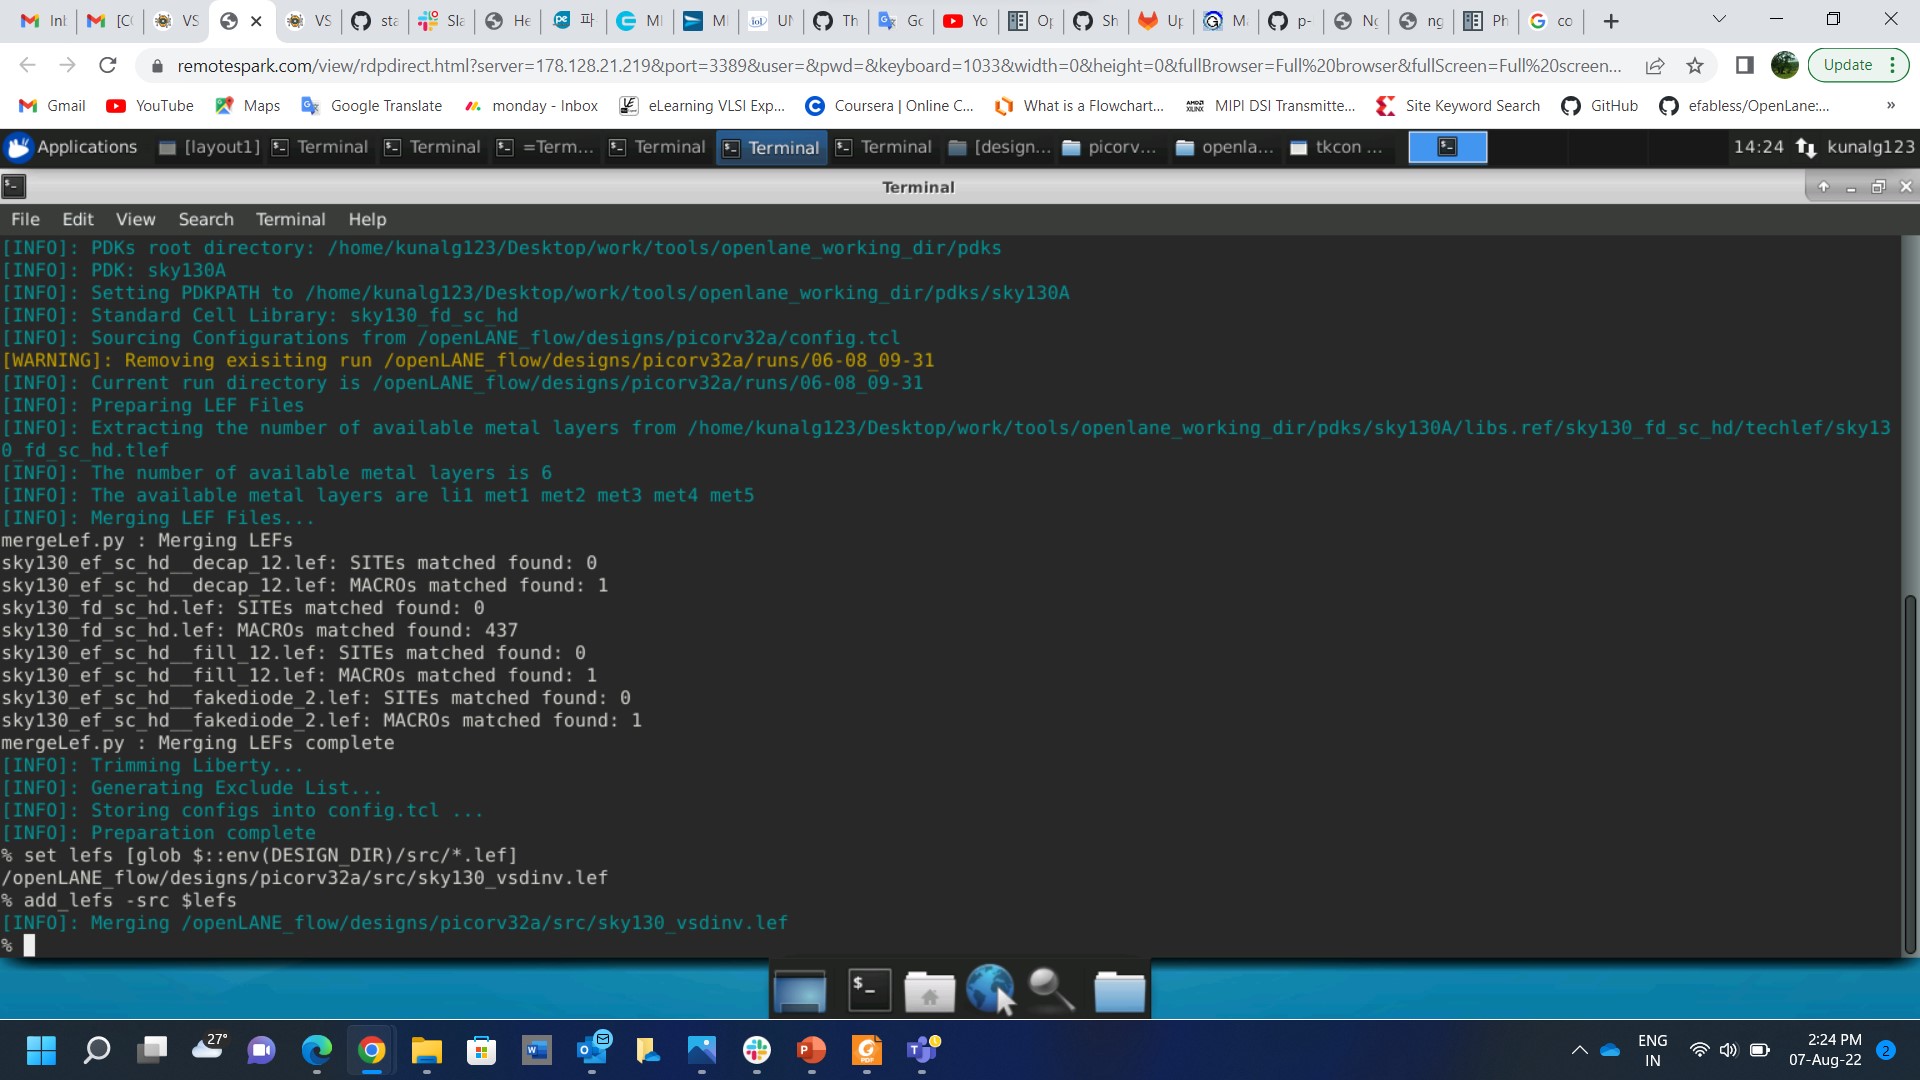 VS
VS
sta
Sla
He
파
UN
Th
Go
Yo
Op
Sh
Up
p-
ng
Ph
co
remotespark.com/view/rdpdirect.html?server=178.128.21.219&port=3389&user=&pwd=&keyboard=1033&width=0&height=0&fullBrowser=Full%20browser&fullScreen=Full%20screen...
Update
Gmail
YouTube
Maps
Google Translate
monday - Inbox
eLearning VLSI Exp...
Coursera | Online C...
What is a Flowchart...
MIPI DSI Transmitte...
Site Keyword Search
GitHub
efabless/OpenLane:...
»
Applications
[layout1]
Terminal
Terminal
=Term...
Terminal
Terminal
Terminal
[design...
picorv...
openla...
tkcon ...
14:24
kunalg123
Terminal
File Edit View Search Terminal Help
[INFO]: PDKs root directory: /home/kunalg123/Desktop/work/tools/openlane_working_dir/pdks
[INFO]: PDK: sky130A
[INFO]: Setting PDKPATH to /home/kunalg123/Desktop/work/tools/openlane_working_dir/pdks/sky130A
[INFO]: Standard Cell Library: sky130_fd_sc_hd
[INFO]: Sourcing Configurations from /openLANE_flow/designs/picorv32a/config.tcl
[WARNING]: Removing exisiting run /openLANE_flow/designs/picorv32a/runs/06-08_09-31
[INFO]: Current run directory is /openLANE_flow/designs/picorv32a/runs/06-08_09-31
[INFO]: Preparing LEF Files
[INFO]: Extracting the number of available metal layers from /home/kunalg123/Desktop/work/tools/openlane_working_dir/pdks/sky130A/libs.ref/sky130_fd_sc_hd/techlef/sky13
0_fd_sc_hd.tlef
[INFO]: The number of available metal layers is 6
[INFO]: The available metal layers are li1 met1 met2 met3 met4 met5
[INFO]: Merging LEF Files...
mergeLef.py : Merging LEFs
sky130_ef_sc_hd__decap_12.lef: SITEs matched found: 0
sky130_ef_sc_hd__decap_12.lef: MACROs matched found: 1
sky130_fd_sc_hd.lef: SITEs matched found: 0
sky130_fd_sc_hd.lef: MACROs matched found: 437
sky130_ef_sc_hd__fill_12.lef: SITEs matched found: 0
sky130_ef_sc_hd__fill_12.lef: MACROs matched found: 1
sky130_ef_sc_hd__fakediode_2.lef: SITEs matched found: 0
sky130_ef_sc_hd__fakediode_2.lef: MACROs matched found: 1
mergeLef.py : Merging LEFs complete
[INFO]: Trimming Liberty...
[INFO]: Generating Exclude List...
[INFO]: Storing configs into config.tcl ...
[INFO]: Preparation complete
% set lefs [glob $::env(DESIGN_DIR)/src/*.lef]
/openLANE_flow/designs/picorv32a/src/sky130_vsdinv.lef
% add_lefs -src $lefs
[INFO]: Merging /openLANE_flow/designs/picorv32a/src/sky130_vsdinv.lef
%
27°
ENG
IN
2:24 PM
07-Aug-22
2